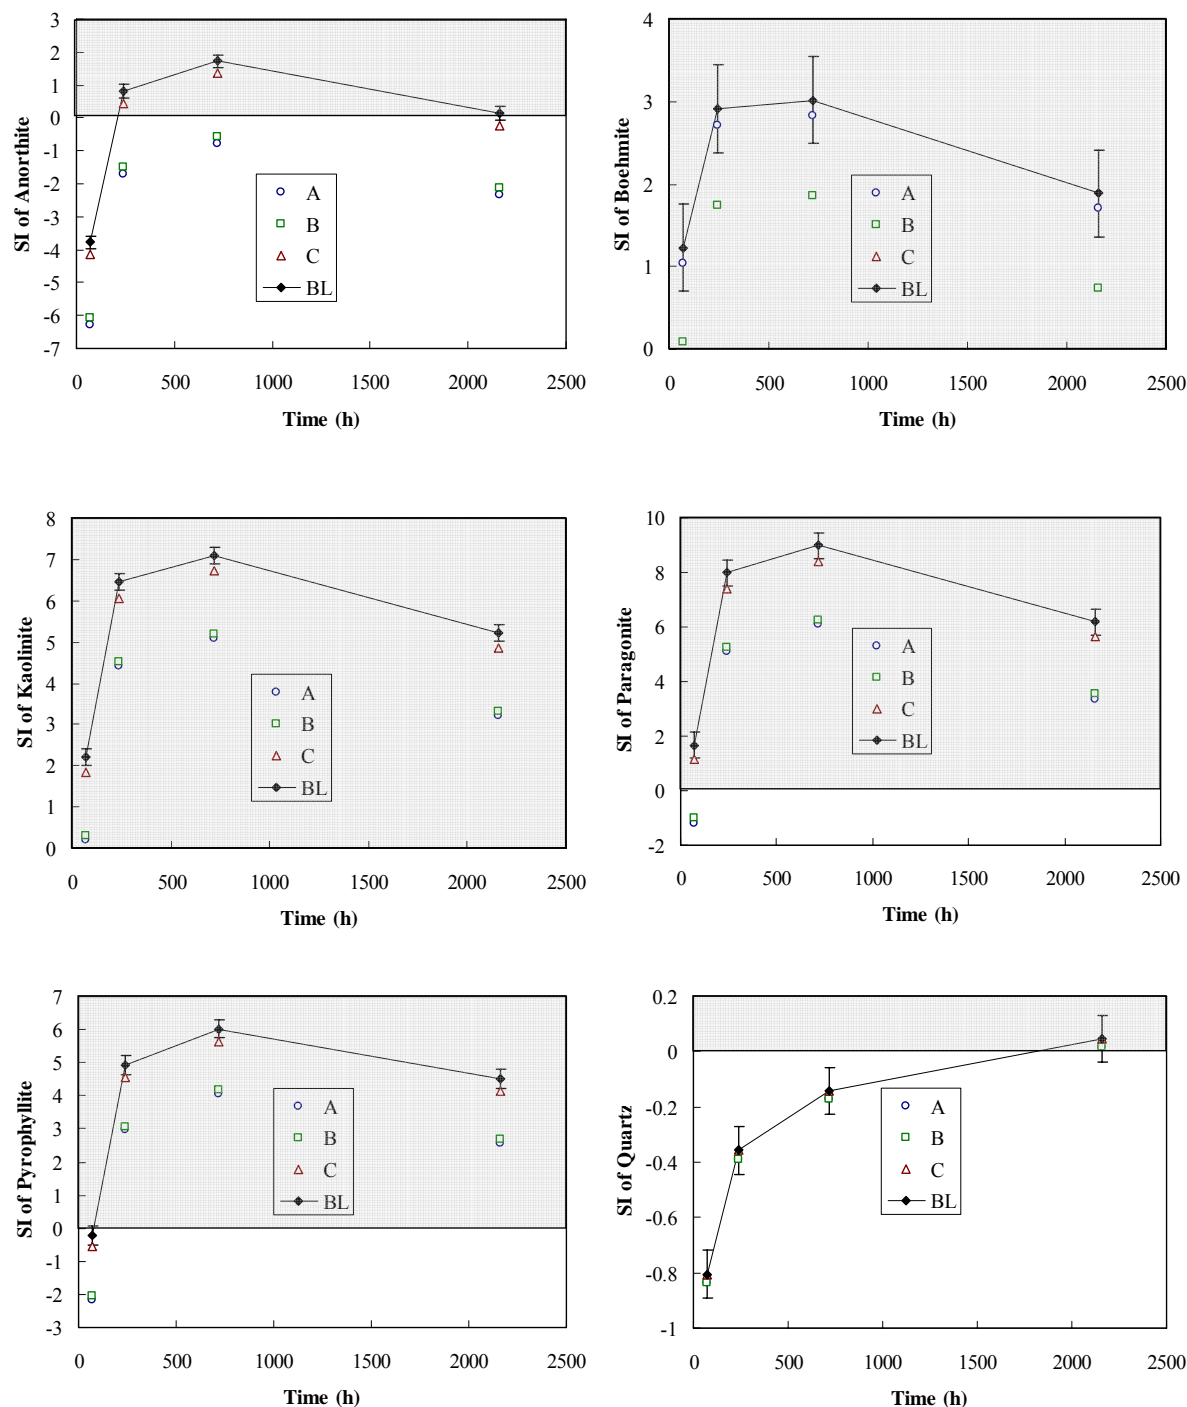 SI of Anorthite
3
2
1
0
-1
-2
-3
-4
-5
-6
-7
A
B
C
BL
0 500 1000 1500 2000 2500
Time (h)
SI of Boehmite
4
3
2
1
0
A
B
C
BL
0 500 1000 1500 2000 2500
Time (h)
SI of Kaolinite
8
7
6
5
4
3
2
1
0
A
B
C
BL
0 500 1000 1500 2000 2500
Time (h)
SI of Paragonite
10
8
6
4
2
0
-2
A
B
C
BL
0 500 1000 1500 2000 2500
Time (h)
SI of Pyrophyllite
7
6
5
4
3
2
1
0
-1
-2
-3
A
B
C
BL
0 500 1000 1500 2000 2500
Time (h)
SI of Quartz
0.2
0
-0.2
-0.4
-0.6
-0.8
-1
A
B
C
BL
0 500 1000 1500 2000 2500
Time (h)